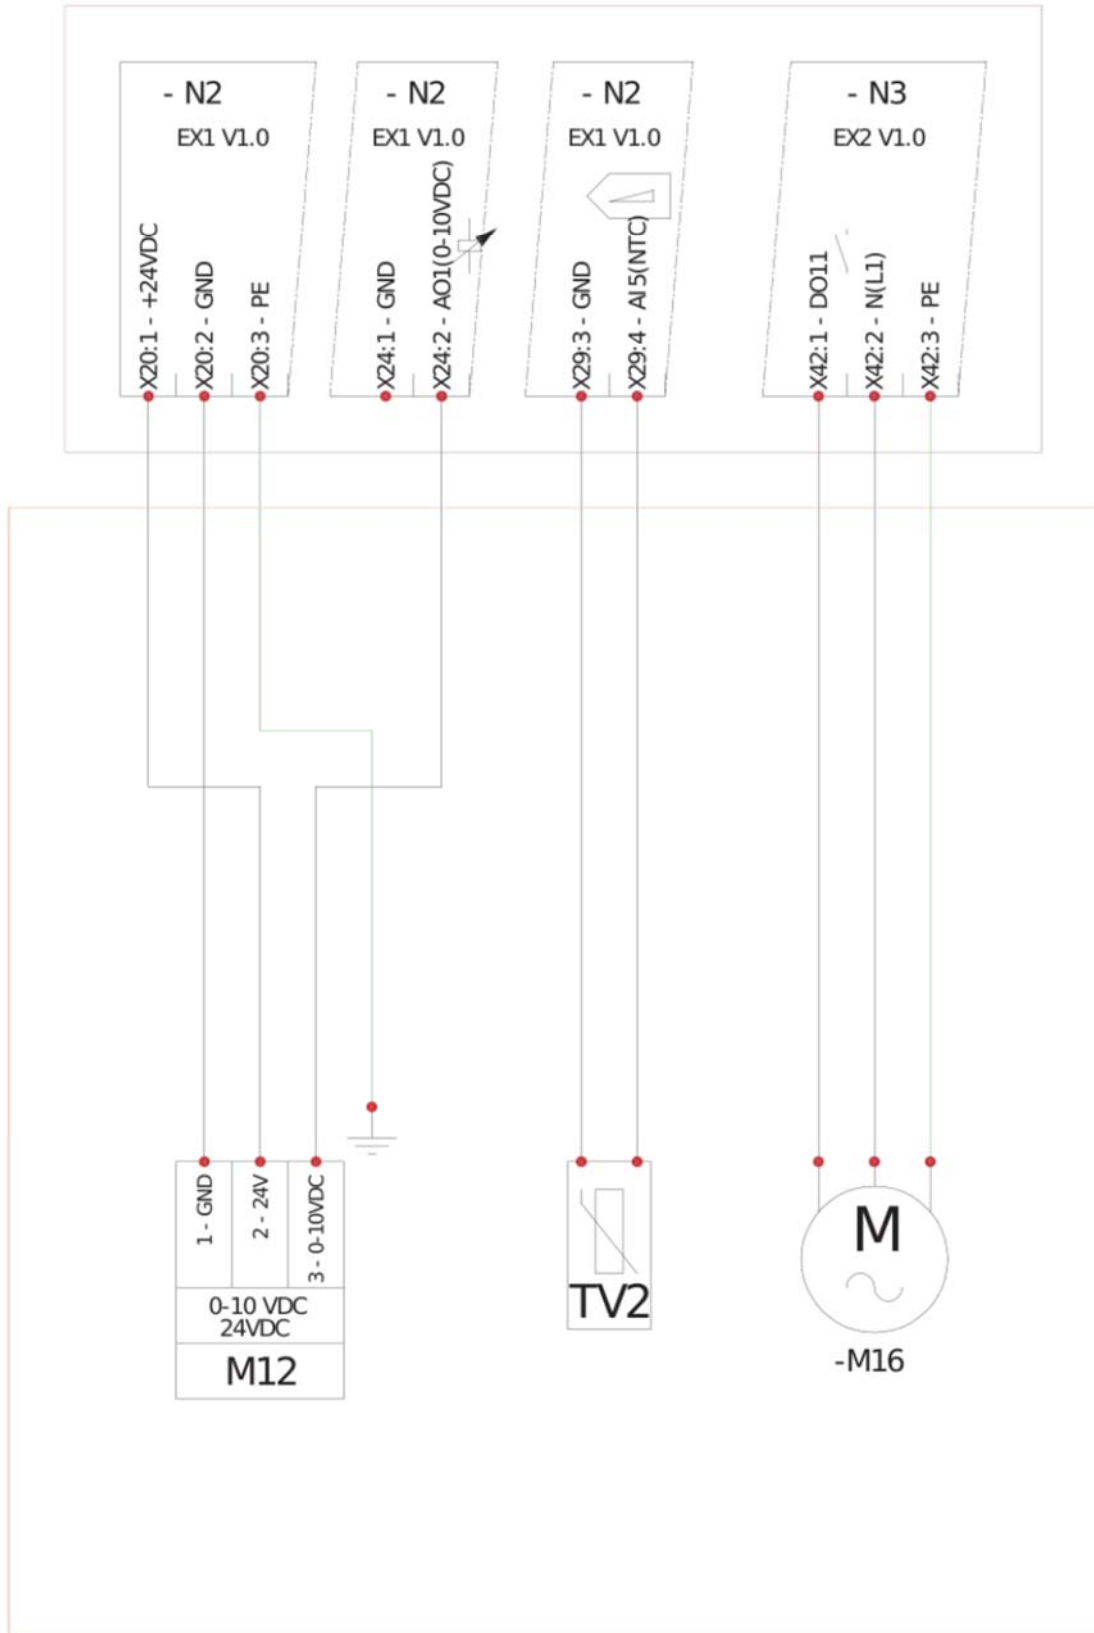 - N2
EX1 V1.0
X20:1 - +24VDC
X20:2 - GND
X20:3 - PE
- N2
EX1 V1.0
X24:1 - GND
X24:2 - AO1(0-10VDC)
- N2
EX1 V1.0
X29:3 - GND
X29:4 - AI5(NTC)
- N3
EX2 V1.0
X42:1 - DO11
X42:2 - N(L1)
X42:3 - PE
1 - GND
2 - 24V
3 - 0-10VDC
0-10 VDC
24VDC
M12
TV2
M
-M16